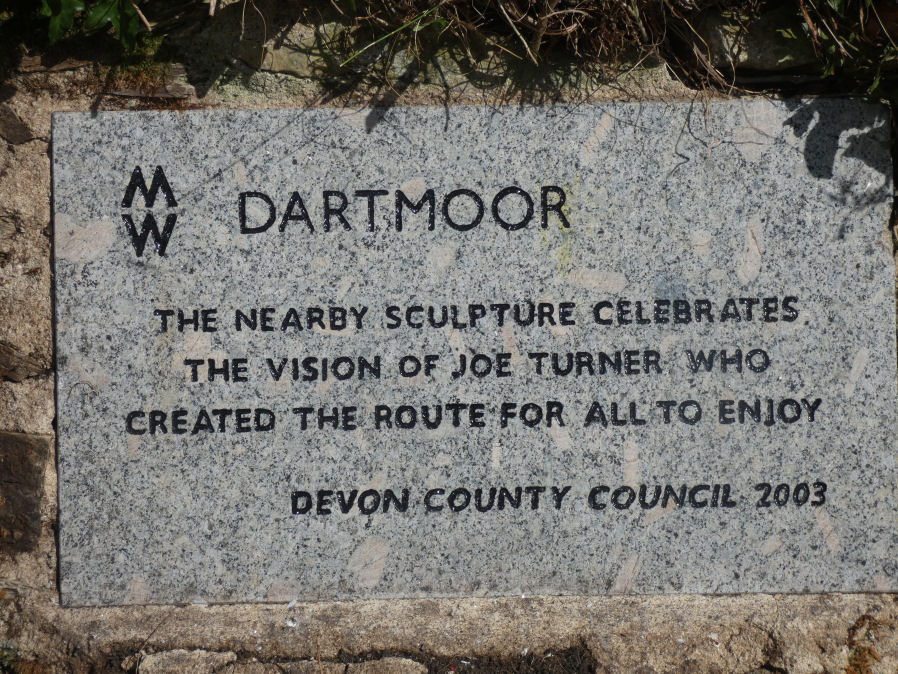 M
W
DARTMOOR
THE NEARBY SCULPTURE CELEBRATES
THE VISION OF JOE TURNER WHO
CREATED THE ROUTE FOR ALL TO ENJOY
DEVON COUNTY COUNCIL 2003